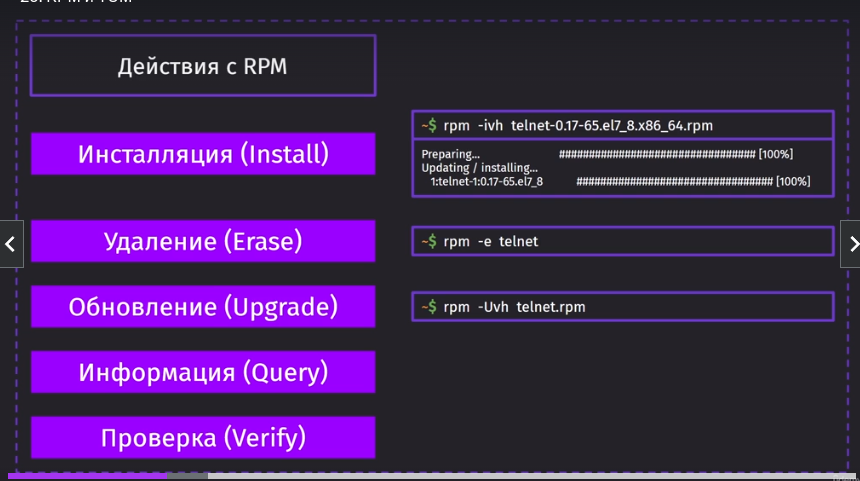 Действия с RPM
Инсталляция (Install)
~$ rpm -ivh telnet-0.17-65.el7_8.x86_64.rpm
Preparing... ################################# [100%]
Updating / installing...
1:telnet-1:0.17-65.el7_8 ################################# [100%]
Удаление (Erase)
~$ rpm -e telnet
Обновление (Upgrade)
~$ rpm -Uvh telnet.rpm
Информация (Query)
Проверка (Verify)